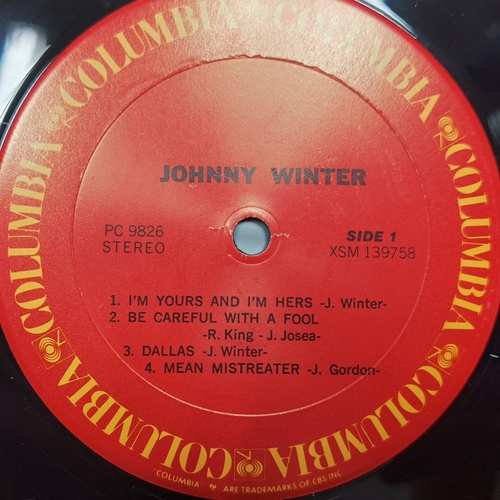 COLUMBIA COLUMBIA COLUMBIA COLUMBIA COLUMBIA COLUMBIA COLUMBIA
JOHNNY WINTER
PC 9826
STEREO
SIDE 1
XSM 139758
1. I'M YOURS AND I'M HERS -J. Winter-
2. BE CAREFUL WITH A FOOL
-R. King - J. Josea-
3. DALLAS -J. Winter-
4. MEAN MISTREATER -J. Gordon-
"COLUMBIA" ARE TRADEMARKS OF CBS INC.